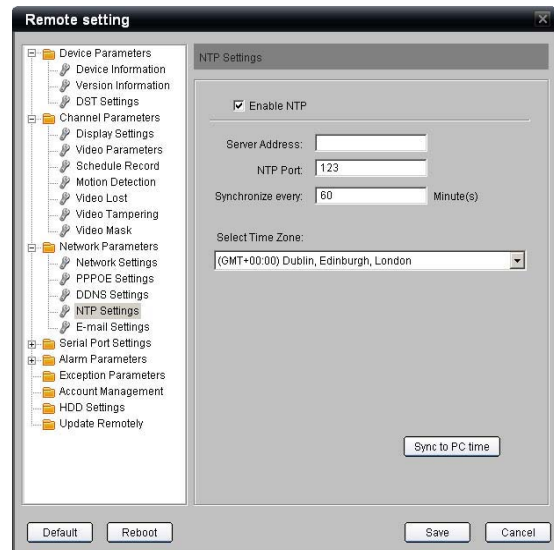 Remote setting
Device Parameters
Device Information
Version Information
DST Settings
Channel Parameters
Display Settings
Video Parameters
Schedule Record
Motion Detection
Video Lost
Video Tampering
Video Mask
Network Parameters
Network Settings
PPPOE Settings
DDNS Settings
NTP Settings
E-mail Settings
Serial Port Settings
Alarm Parameters
Exception Parameters
Account Management
HDD Settings
Update Remotely
NTP Settings
Enable NTP
Server Address:
NTP Port: 123
Synchronize every: 60 Minute(s)
Select Time Zone:
(GMT+00:00) Dublin, Edinburgh, London
Sync to PC time
Default Reboot Save Cancel